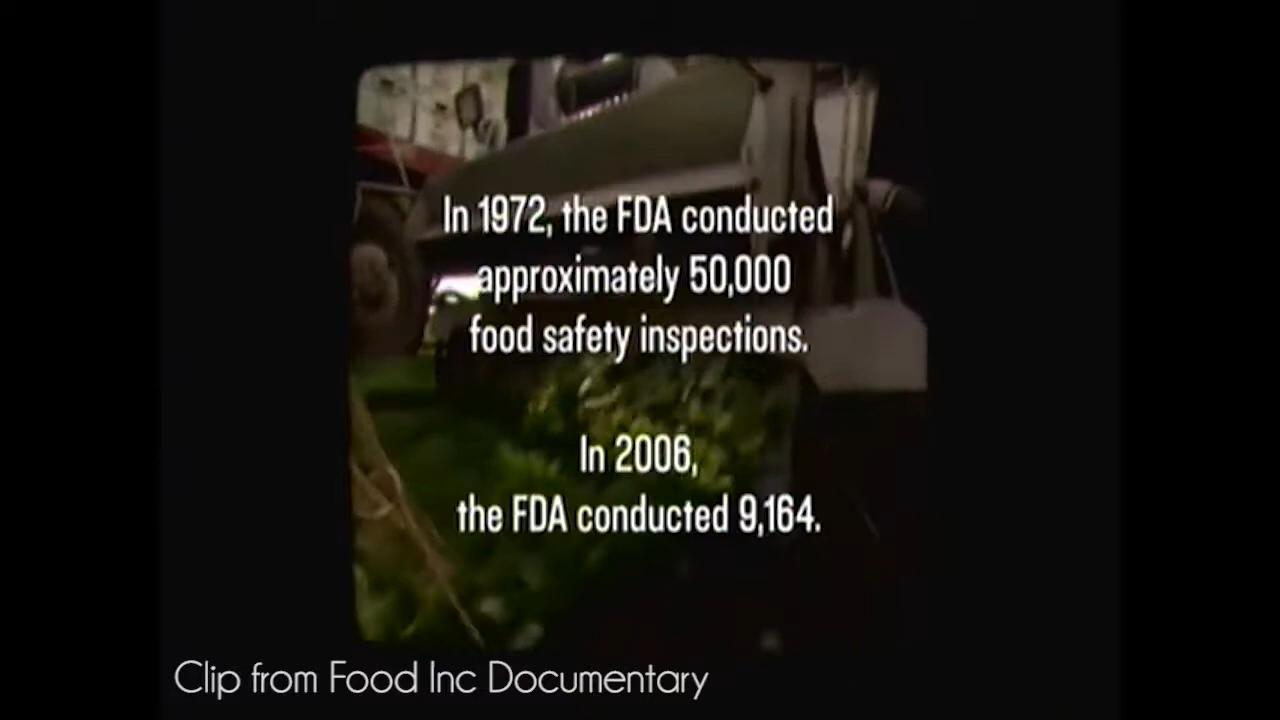 In 1972, the FDA conducted
approximately 50,000
food safety inspections.
In 2006,
the FDA conducted 9,164.
Clip from Food Inc Documentary